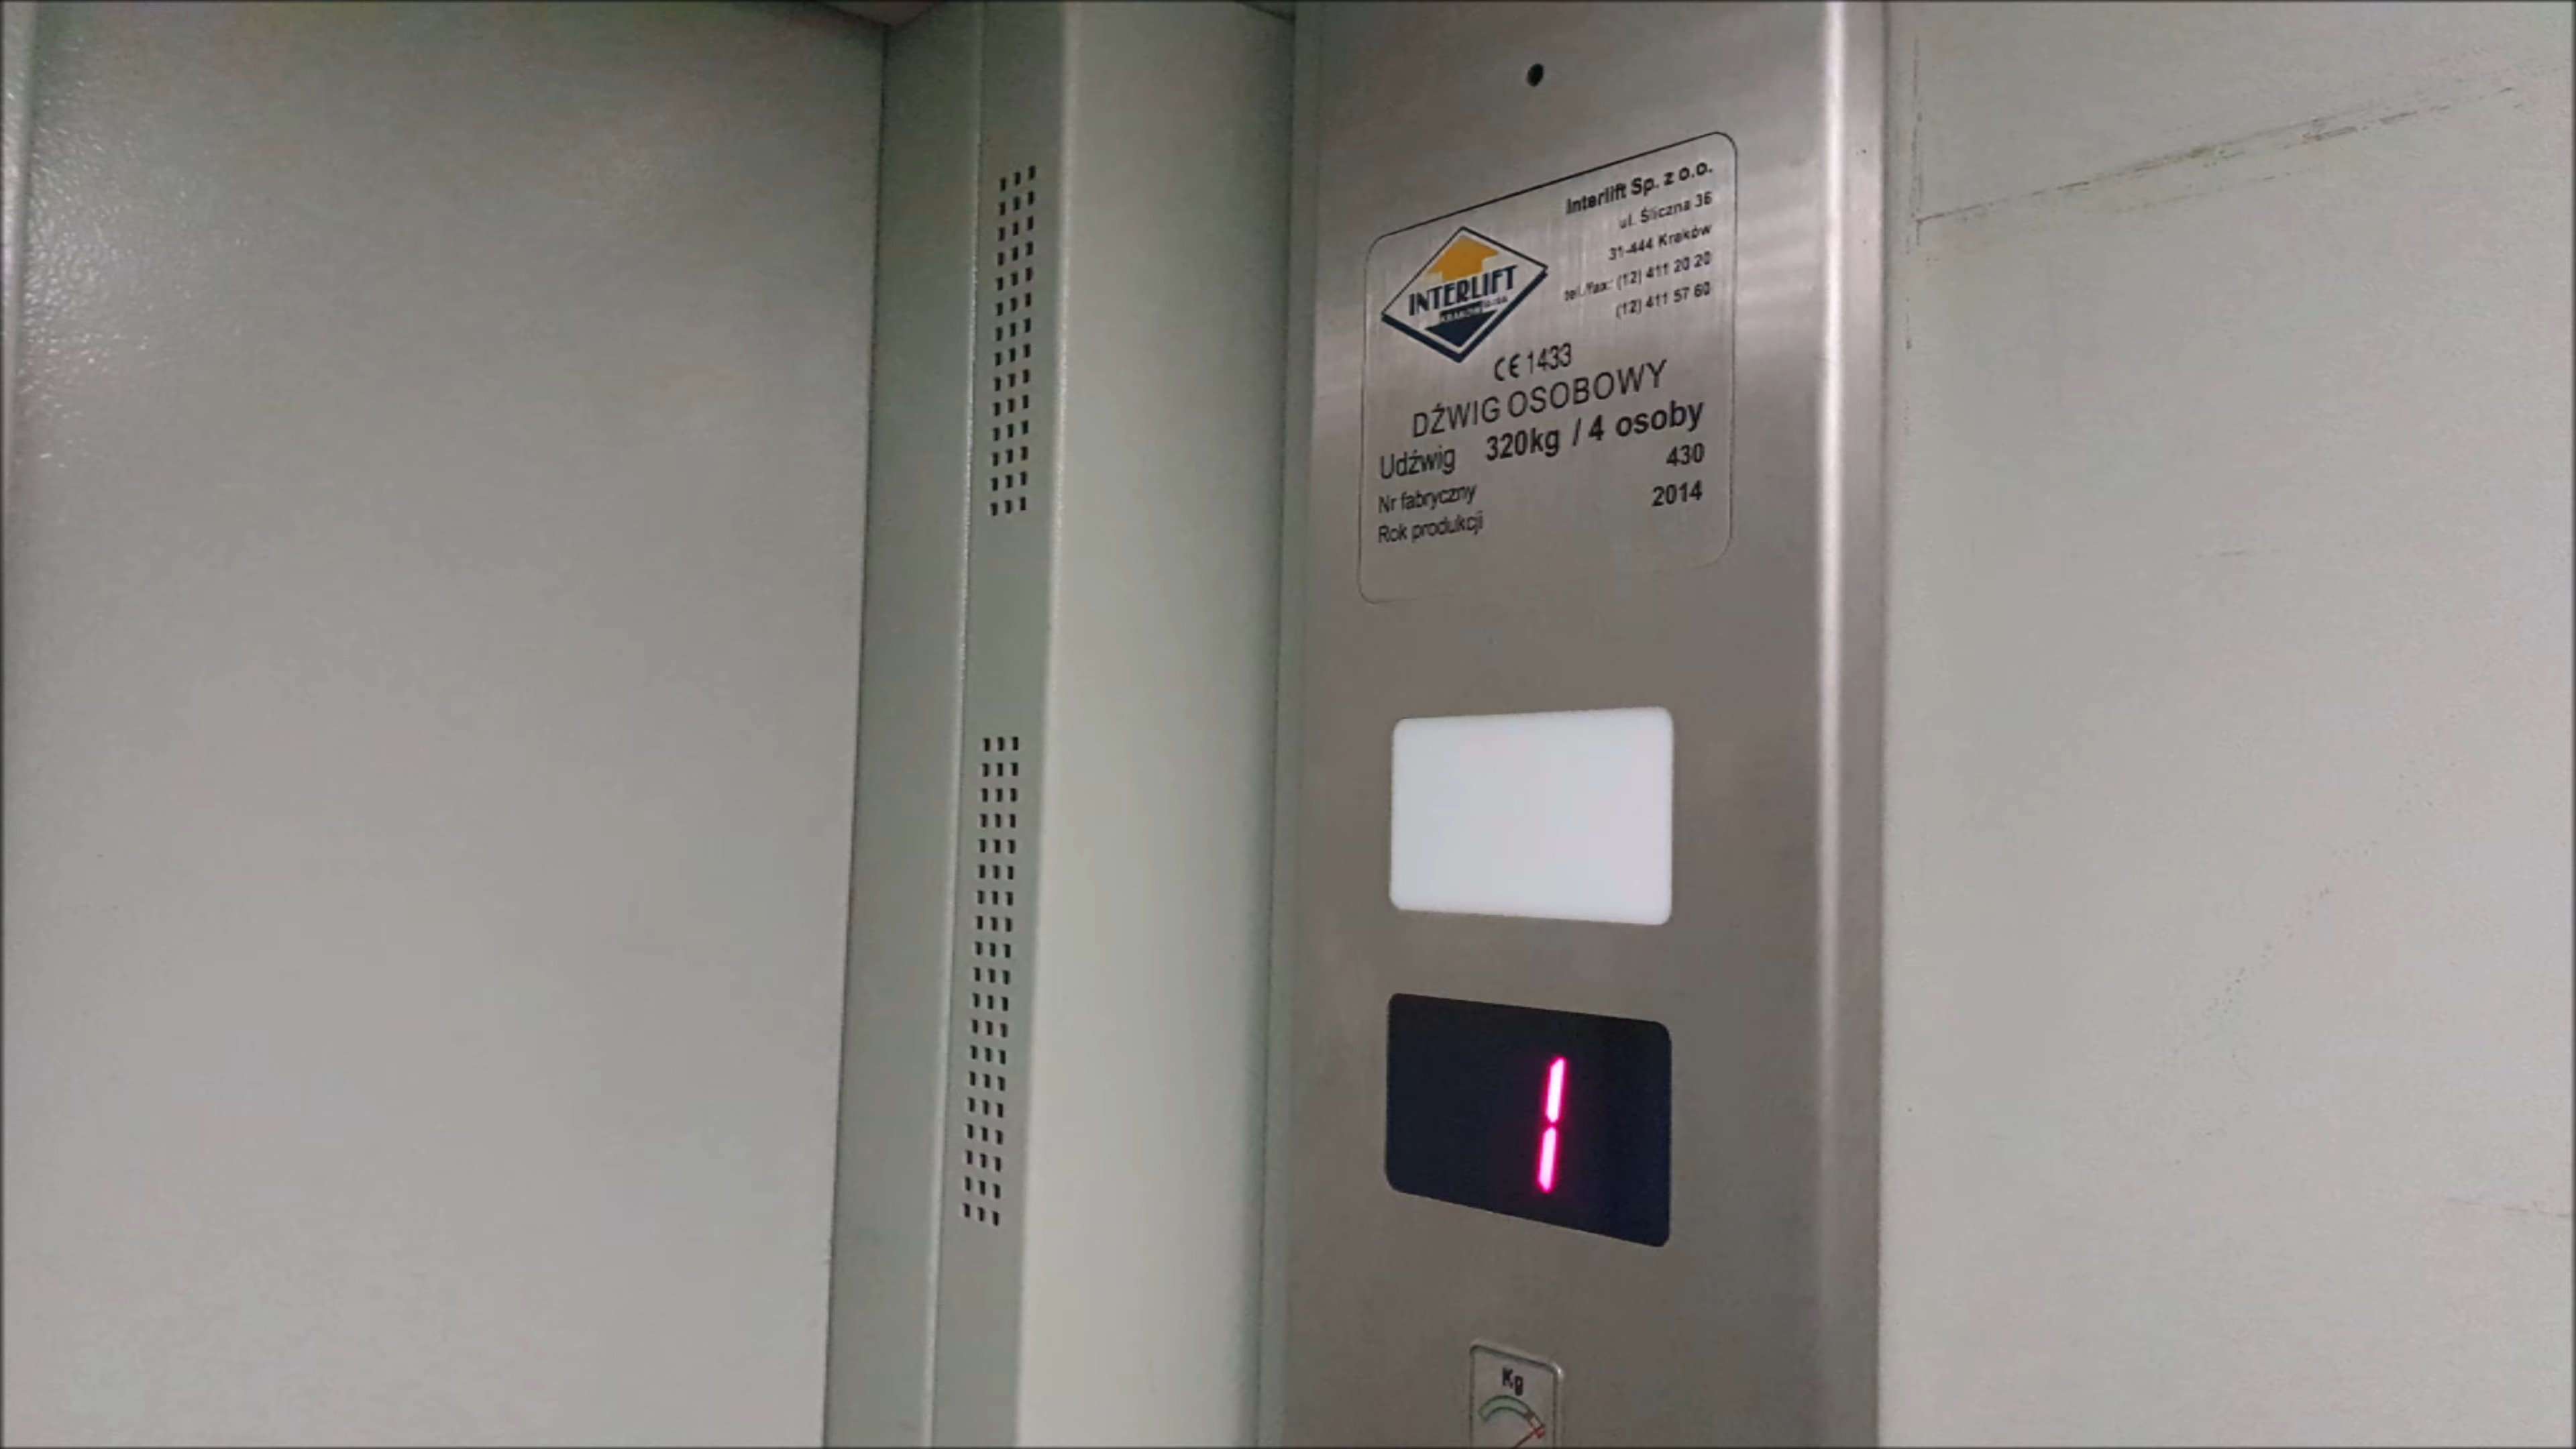 Interlift Sp. z o.o.
ul. Śliczna 36
31-444 Kraków
tel./fax: (12) 411 20 20
(12) 411 57 60
INTERLIFT
KRAKÓW
CE 1433
DŹWIG OSOBOWY
Udźwig 320kg / 4 osoby
Nr fabryczny 430
Rok produkcji 2014
1
Kg